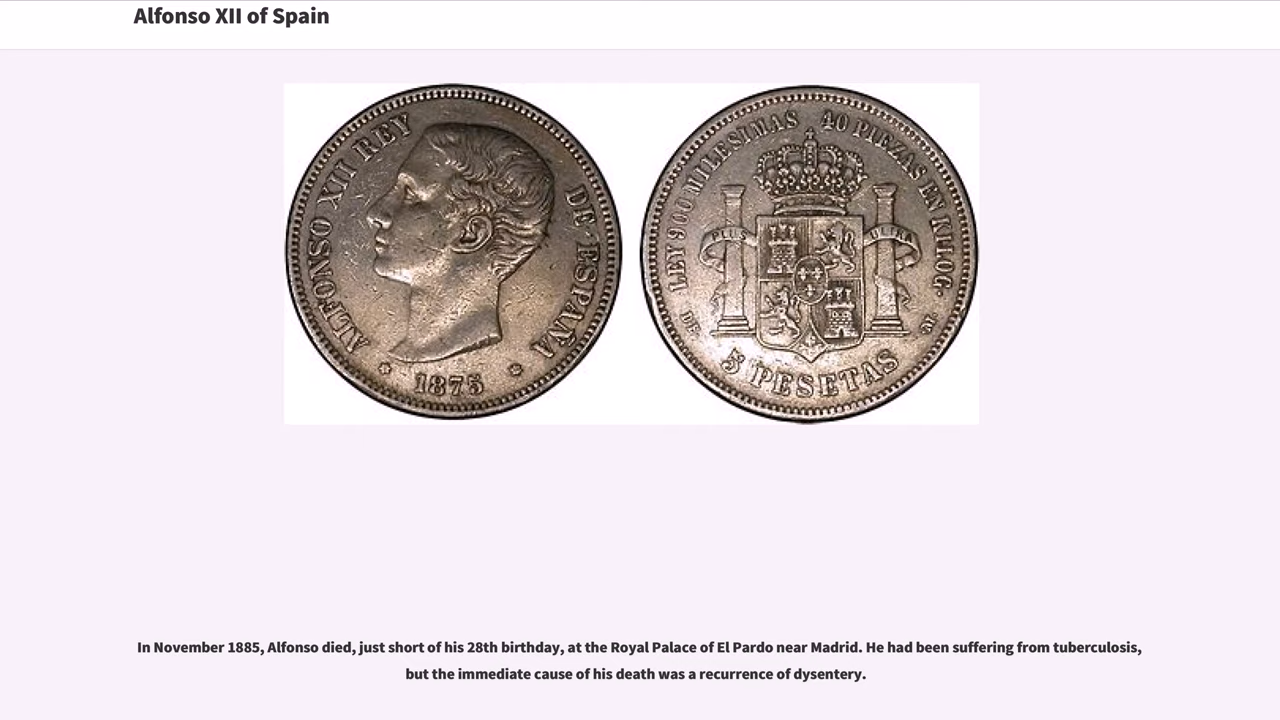 Alfonso XII of Spain
ALFONSO XII REY DE ESPAÑA
1875
LEY 900 MILESIMAS 40 PIEZAS EN KILOG.
PLUS ULTRA
DE M.
5 PESETAS
In November 1885, Alfonso died, just short of his 28th birthday, at the Royal Palace of El Pardo near Madrid. He had been suffering from tuberculosis,
but the immediate cause of his death was a recurrence of dysentery.